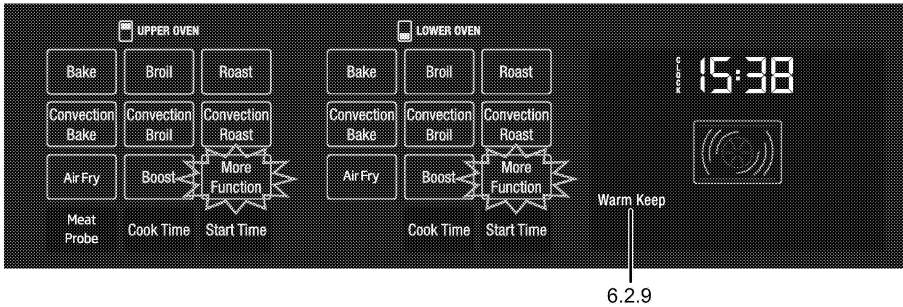 UPPER OVEN
LOWER OVEN
Bake Broil Roast
Bake Broil Roast
CLOCK 15:38
Convection Bake
Convection Broil
Convection Roast
Convection Bake
Convection Broil
Convection Roast
Air Fry
Boost
More Function
Air Fry
Boost
More Function
Warm Keep
Meat Probe
Cook Time
Start Time
Cook Time
Start Time
6.2.9